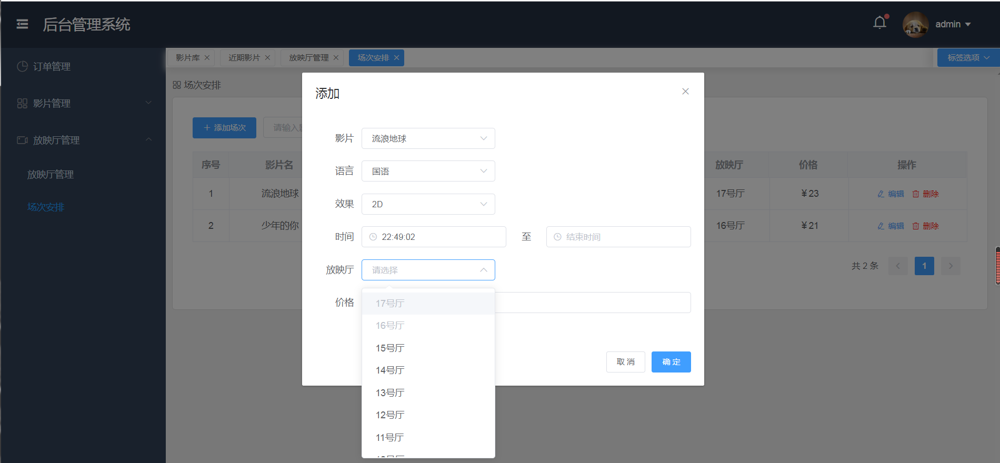 后台管理系统
admin
订单管理
影片管理
放映厅管理
放映厅管理
场次安排
影片库 近期影片 放映厅管理 场次安排 标签选项
场次安排
添加场次 请输入
序号 影片名 放映厅 价格 操作
1 流浪地球 17号厅 ¥23 编辑 删除
2 少年的你 16号厅 ¥21 编辑 删除
共 2 条 1
添加
影片 流浪地球
语言 国语
效果 2D
时间 22:49:02 至 结束时间
放映厅 请选择
价格
17号厅
16号厅
15号厅
14号厅
13号厅
12号厅
11号厅
取 消 确 定